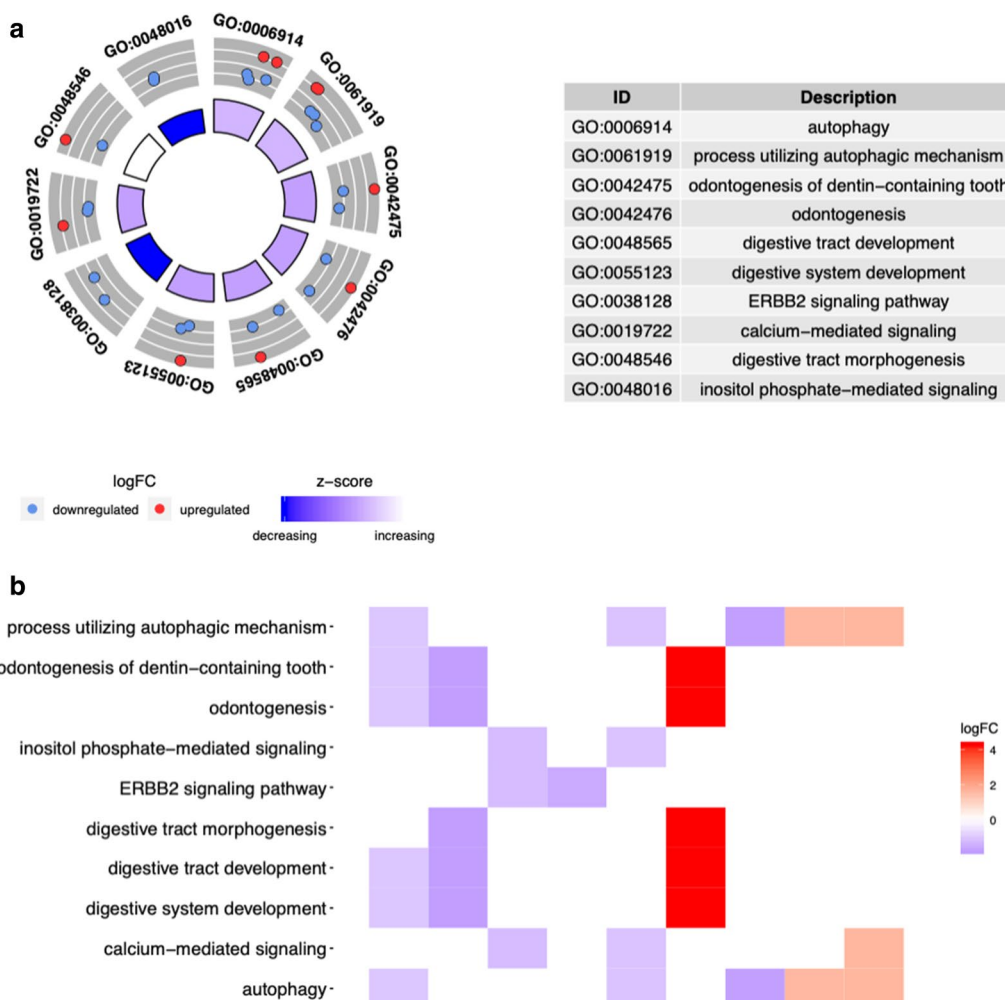 a
GO:0048016
GO:0006914
GO:0061919
GO:0042475
GO:0042476
GO:0048565
GO:0055123
GO:0038128
GO:0019722
GO:0048546
ID Description
GO:0006914 autophagy
GO:0061919 process utilizing autophagic mechanism
GO:0042475 odontogenesis of dentin−containing tooth
GO:0042476 odontogenesis
GO:0048565 digestive tract development
GO:0055123 digestive system development
GO:0038128 ERBB2 signaling pathway
GO:0019722 calcium−mediated signaling
GO:0048546 digestive tract morphogenesis
GO:0048016 inositol phosphate−mediated signaling
logFC
downregulated upregulated
z−score
decreasing increasing
b
process utilizing autophagic mechanism
odontogenesis of dentin−containing tooth
odontogenesis
inositol phosphate−mediated signaling
ERBB2 signaling pathway
digestive tract morphogenesis
digestive tract development
digestive system development
calcium−mediated signaling
autophagy
logFC
4
2
0